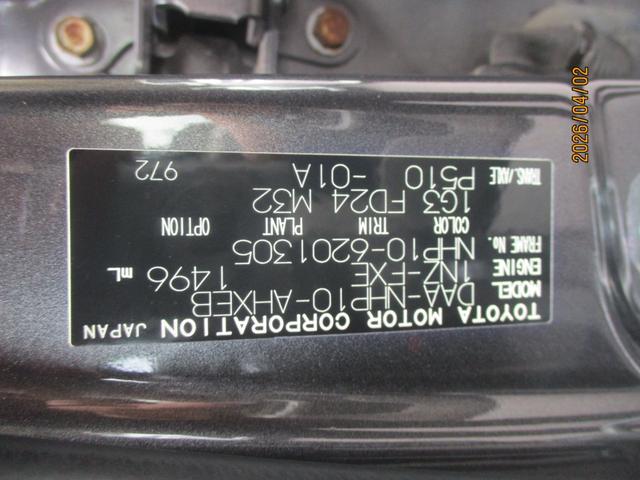 TOYOTA MOTOR CORPORATION JAPAN
MODEL DAA-NHP10-AHXEB
ENGINE 1NZ-FXE 1496 mL
FRAME No. NHP10-6201305
COLOR TRIM PLANT OPTION
1G3 FD24 M32
-01A
TRANS./AXLE P510
972
2026/04/02